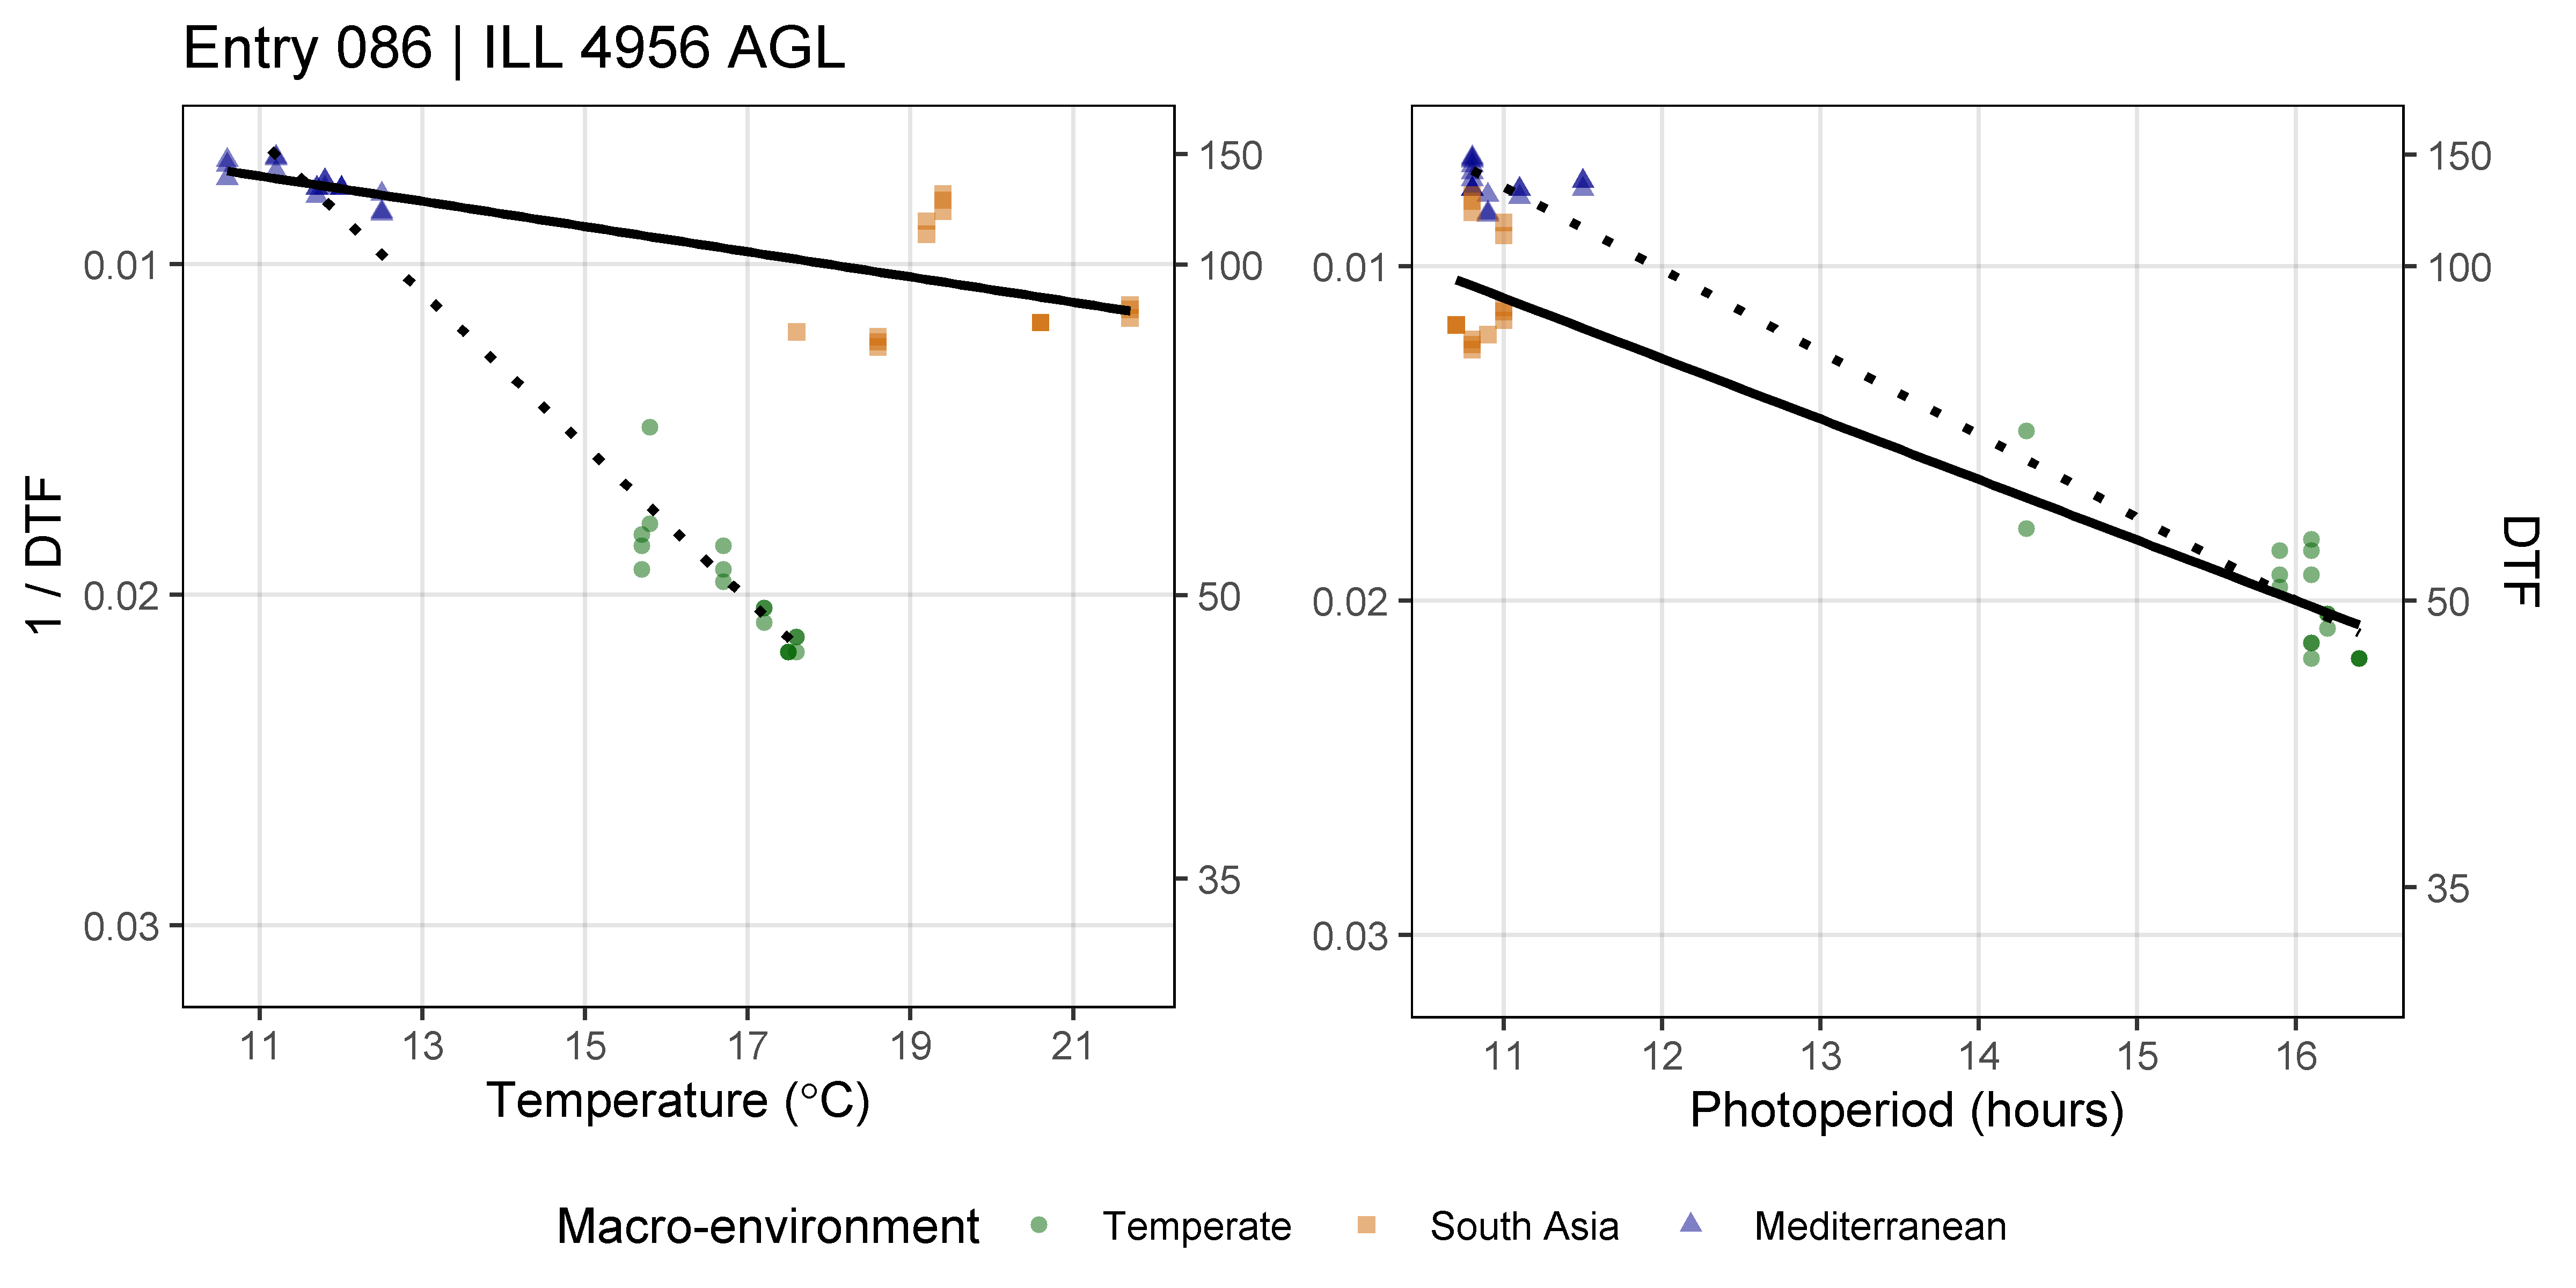 Entry 086 | ILL 4956 AGL
1 / DTF
0.01
0.02
0.03
150
100
50
35
11 13 15 17 19 21
Temperature (°C)
0.01
0.02
0.03
150
100
50
35
DTF
11 12 13 14 15 16
Photoperiod (hours)
Macro-environment Temperate South Asia Mediterranean